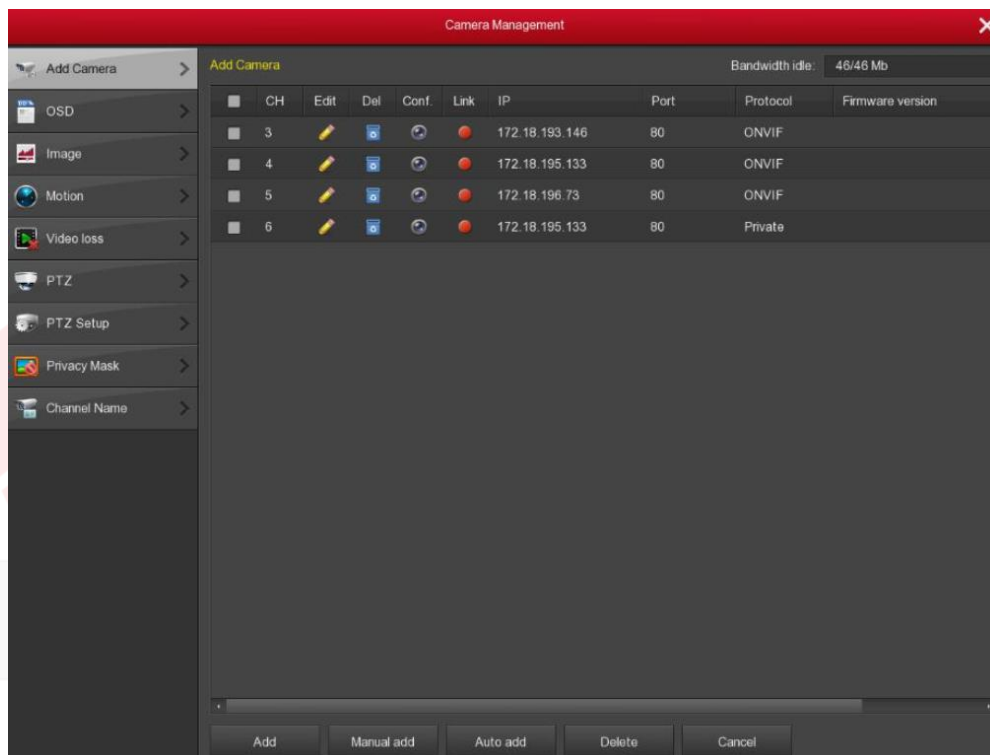 Camera Management
Add Camera
OSD
Image
Motion
Video loss
PTZ
PTZ Setup
Privacy Mask
Channel Name
Add Camera Bandwidth idle: 46/46 Mb
CH Edit Del Conf. Link IP Port Protocol Firmware version
3 172.18.193.146 80 ONVIF
4 172.18.195.133 80 ONVIF
5 172.18.196.73 80 ONVIF
6 172.18.195.133 80 Private
Add Manual add Auto add Delete Cancel